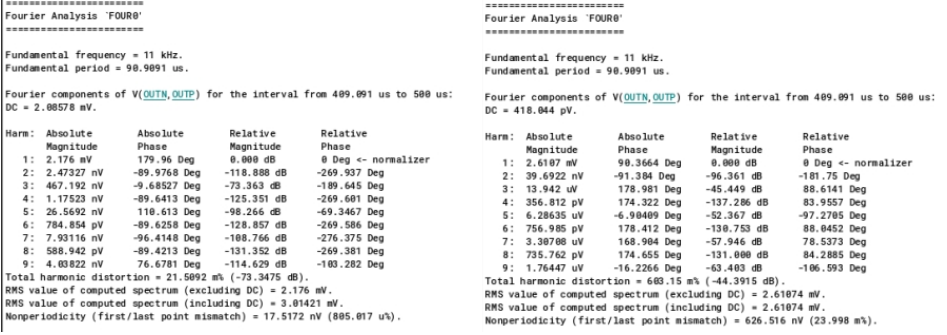 ========================
Fourier Analysis `FOUR0'
========================
Fundamental frequency = 11 kHz.
Fundamental period = 90.9091 us.
Fourier components of V(OUTN,OUTP) for the interval from 409.091 us to 500 us:
DC = 2.08578 mV.
Harm: Absolute Absolute Relative Relative
Magnitude Phase Magnitude Phase
1: 2.176 mV 179.96 Deg 0.000 dB 0 Deg <- normalizer
2: 2.47327 nV -89.9768 Deg -118.888 dB -269.937 Deg
3: 467.192 nV -9.68527 Deg -73.363 dB -189.645 Deg
4: 1.17523 nV -89.6413 Deg -125.351 dB -269.601 Deg
5: 26.5692 nV 110.613 Deg -98.266 dB -69.3467 Deg
6: 784.854 pV -89.6258 Deg -128.857 dB -269.586 Deg
7: 7.93116 nV -96.4148 Deg -108.766 dB -276.375 Deg
8: 588.942 pV -89.4213 Deg -131.352 dB -269.381 Deg
9: 4.03822 nV 76.6781 Deg -114.629 dB -103.282 Deg
Total harmonic distortion = 21.5092 m% (-73.3475 dB).
RMS value of computed spectrum (excluding DC) = 2.176 mV.
RMS value of computed spectrum (including DC) = 3.01421 mV.
Nonperiodicity (first/last point mismatch) = 17.5172 nV (805.017 u%).
========================
Fourier Analysis `FOUR0'
========================
Fundamental frequency = 11 kHz.
Fundamental period = 90.9091 us.
Fourier components of V(OUTN,OUTP) for the interval from 409.091 us to 500 us:
DC = 418.044 pV.
Harm: Absolute Absolute Relative Relative
Magnitude Phase Magnitude Phase
1: 2.6107 mV 90.3664 Deg 0.000 dB 0 Deg <- normalizer
2: 39.6922 nV -91.384 Deg -96.361 dB -181.75 Deg
3: 13.942 uV 178.981 Deg -45.449 dB 88.6141 Deg
4: 356.812 pV 174.322 Deg -137.286 dB 83.9557 Deg
5: 6.28635 uV -6.90409 Deg -52.367 dB -97.2705 Deg
6: 756.985 pV 178.412 Deg -130.753 dB 88.0452 Deg
7: 3.30708 uV 168.904 Deg -57.946 dB 78.5373 Deg
8: 735.762 pV 174.655 Deg -131.000 dB 84.2885 Deg
9: 1.76447 uV -16.2266 Deg -63.403 dB -106.593 Deg
Total harmonic distortion = 603.15 m% (-44.3915 dB).
RMS value of computed spectrum (excluding DC) = 2.61074 mV.
RMS value of computed spectrum (including DC) = 2.61074 mV.
Nonperiodicity (first/last point mismatch) = 626.516 nV (23.998 m%).